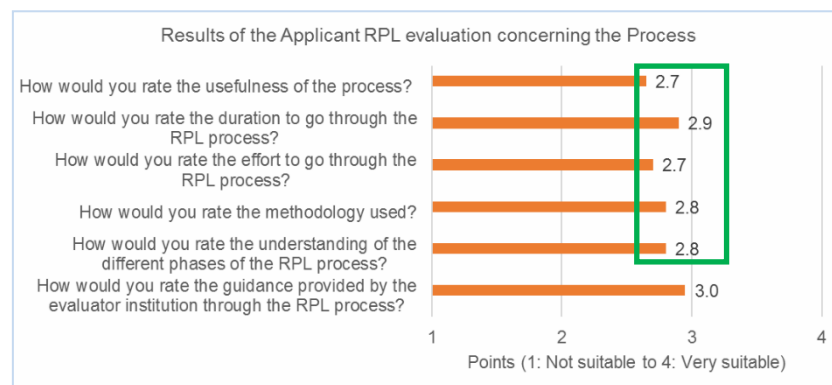 Results of the Applicant RPL evaluation concerning the Process
How would you rate the usefulness of the process?
2.7
How would you rate the duration to go through the
RPL process?
2.9
How would you rate the effort to go through the
RPL process?
2.7
How would you rate the methodology used?
2.8
How would you rate the understanding of the
different phases of the RPL process?
2.8
How would you rate the guidance provided by the
evaluator institution through the RPL process?
3.0
1 2 3 4
Points (1: Not suitable to 4: Very suitable)